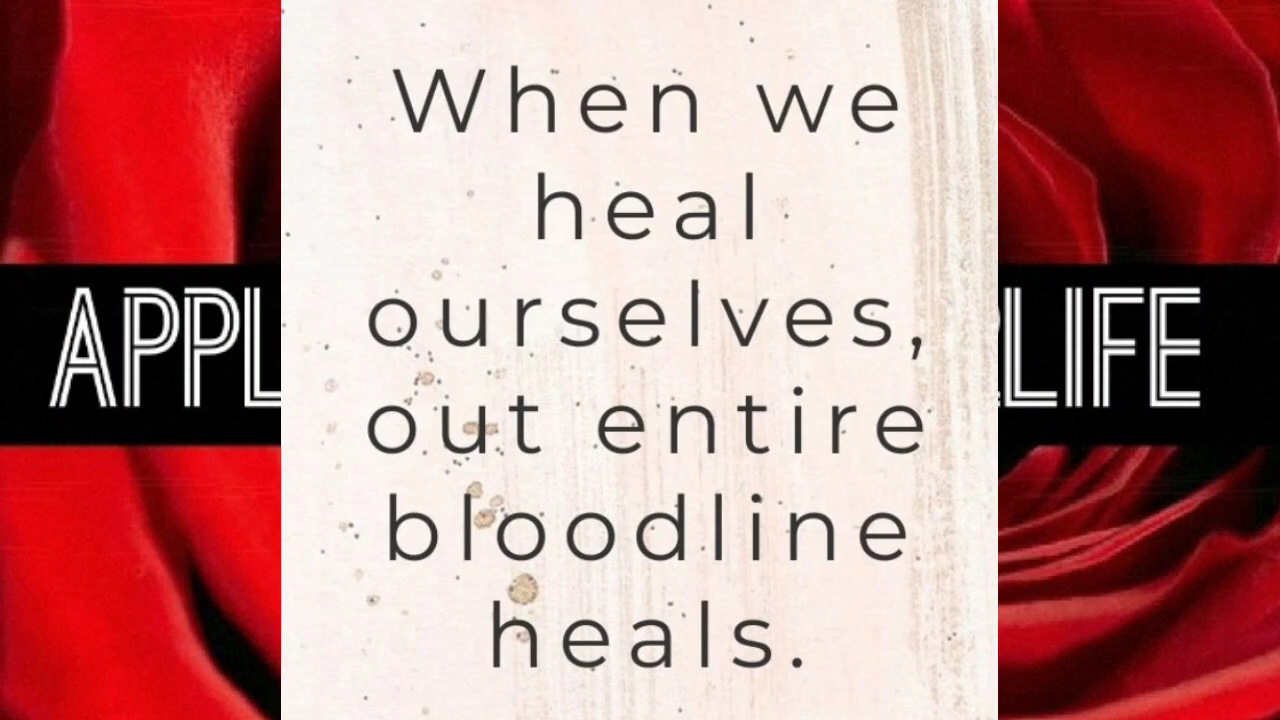 When we
heal
ourselves,
out entire
bloodline
heals.
APPL
LIFE